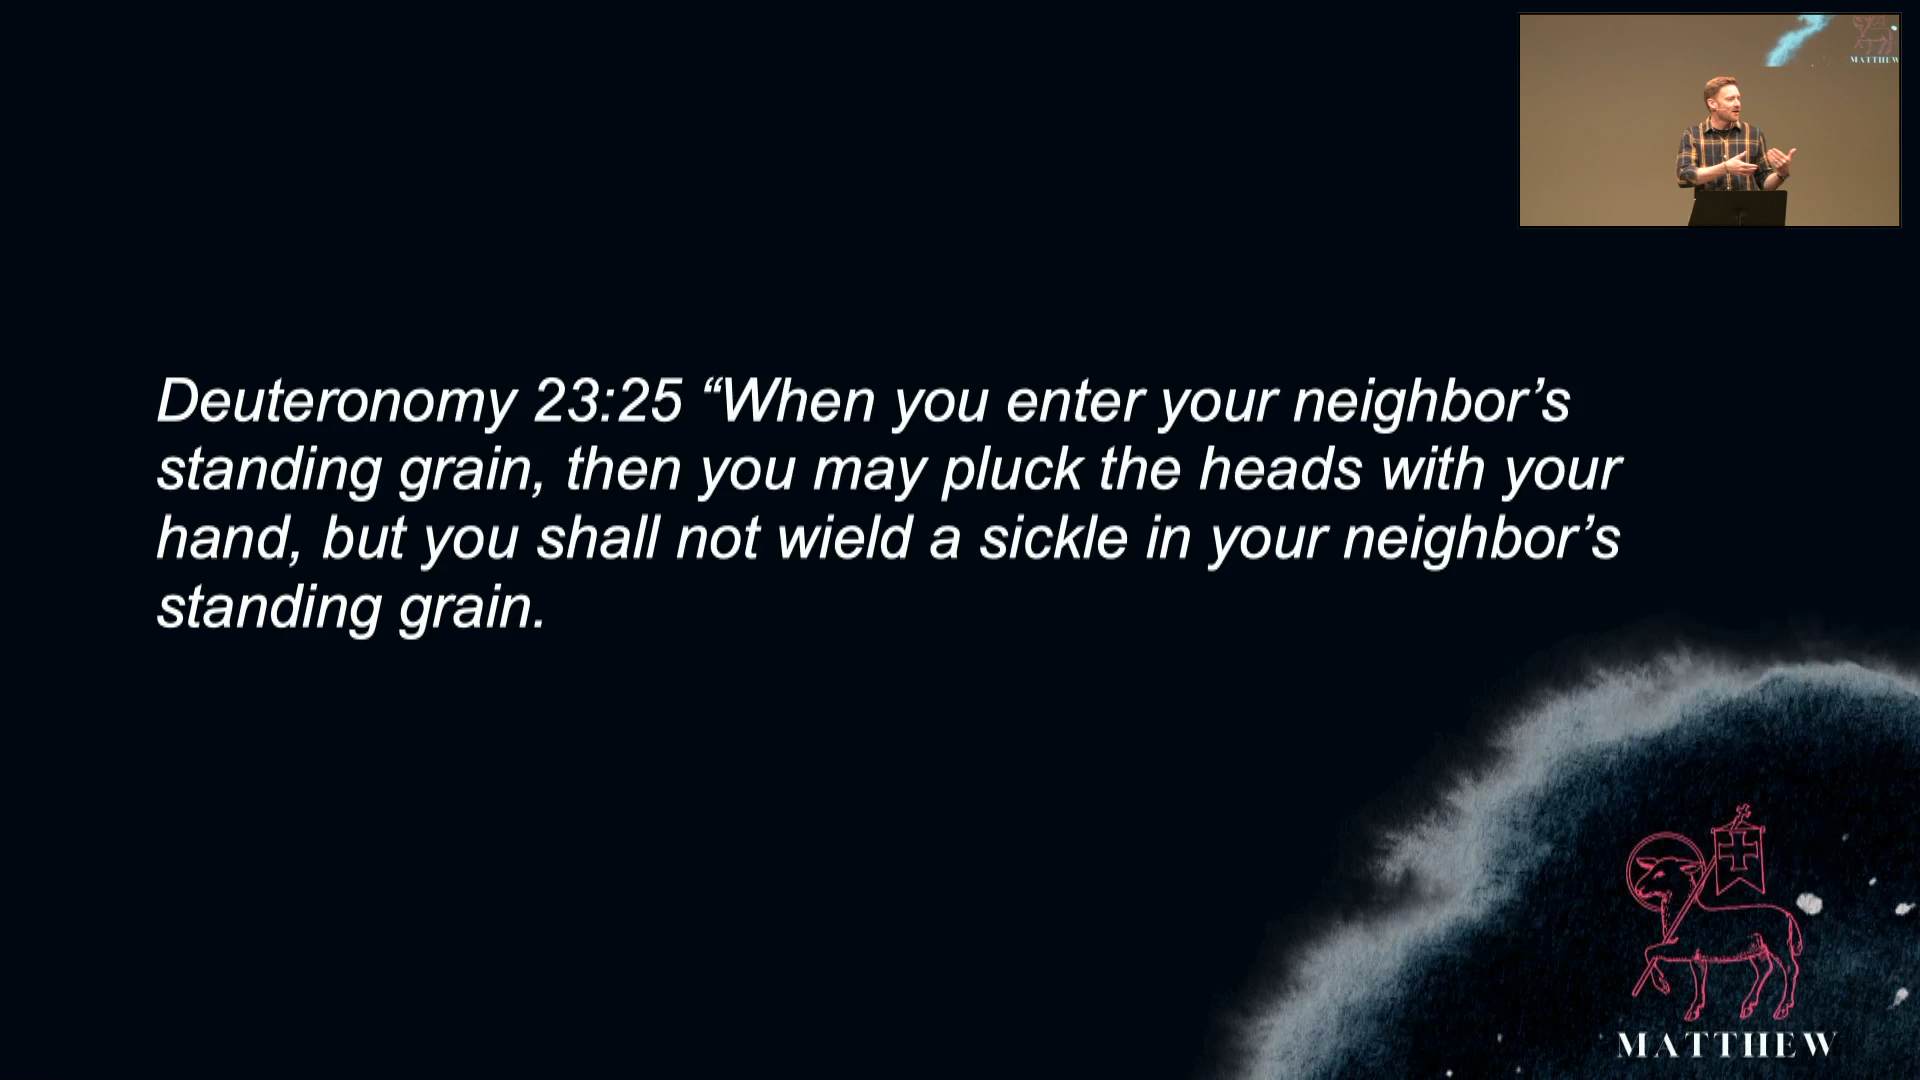 MATTHEW
Deuteronomy 23:25 “When you enter your neighbor’s
standing grain, then you may pluck the heads with your
hand, but you shall not wield a sickle in your neighbor’s
standing grain.
MATTHEW